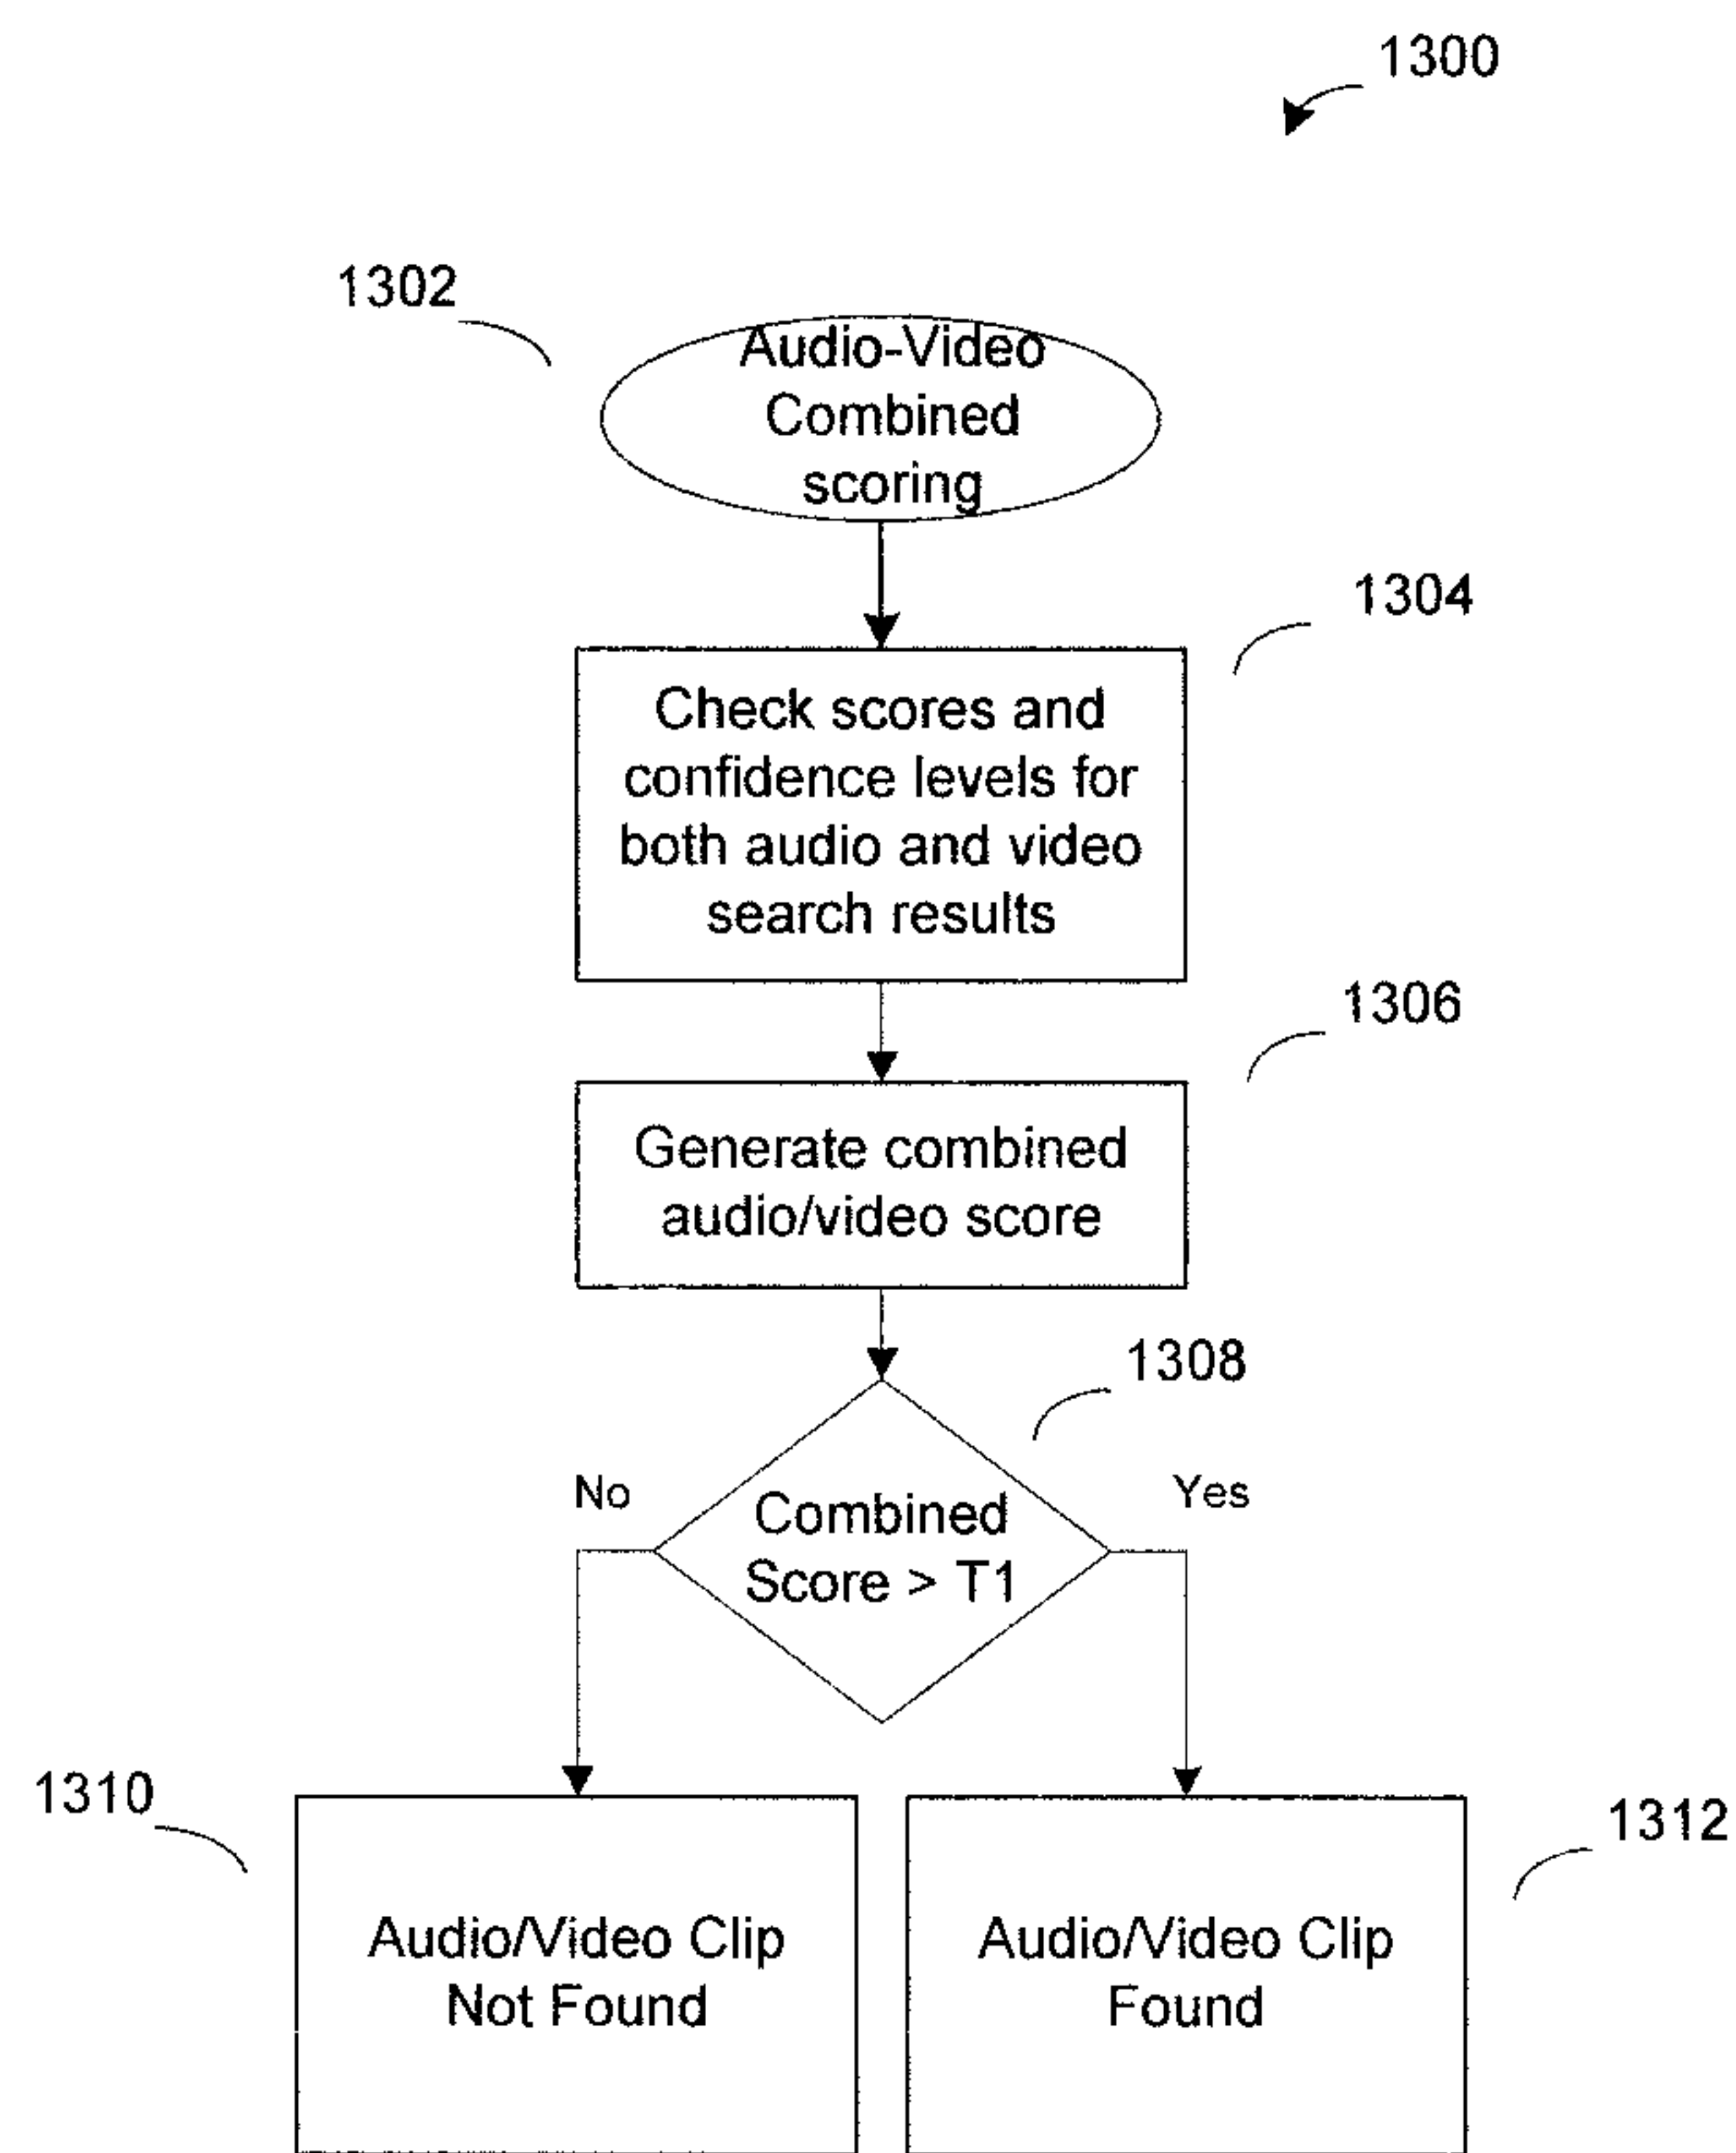 1300
1302
Audio-Video
Combined
scoring
1304
Check scores and
confidence levels for
both audio and video
search results
1306
Generate combined
audio/video score
1308
No
Yes
Combined
Score > T1
1310
1312
Audio/Video Clip
Not Found
Audio/Video Clip
Found